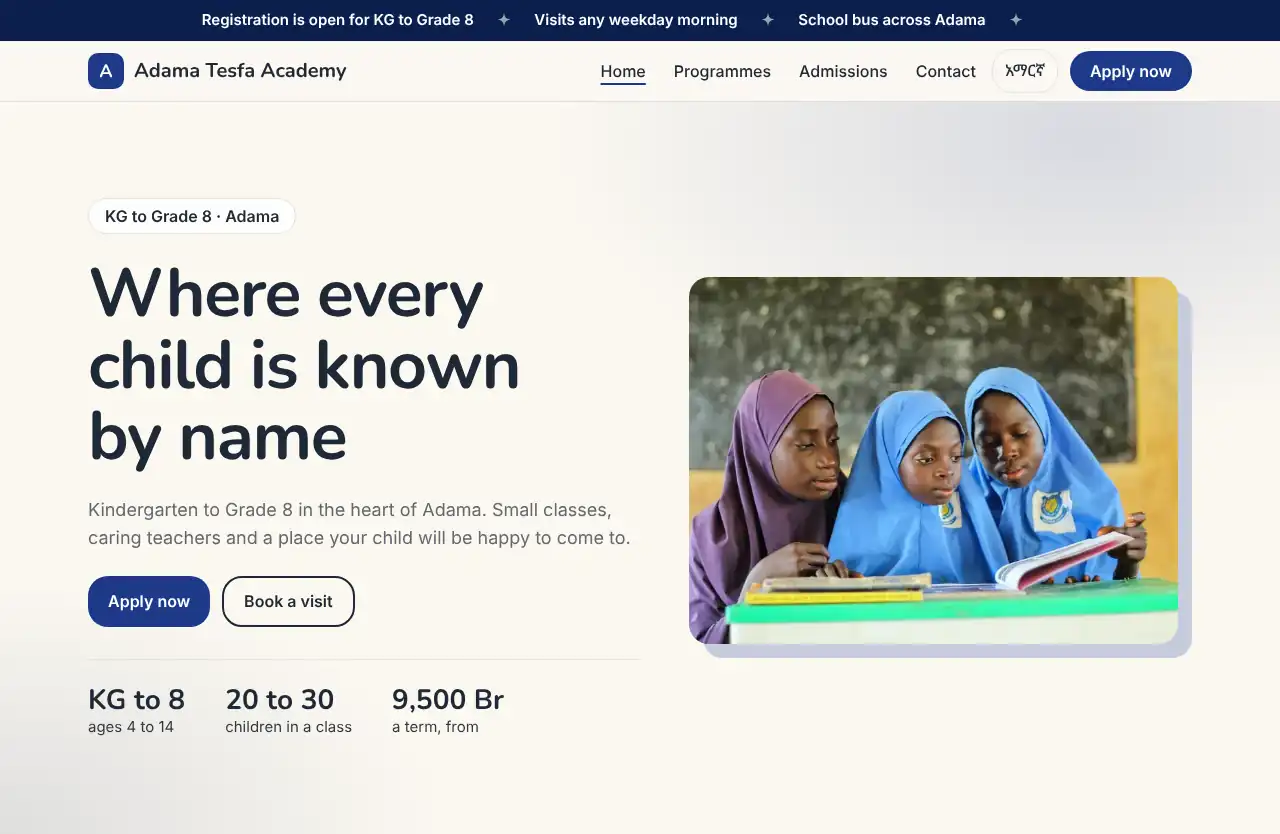 Registration is open for KG to Grade 8 ✦ Visits any weekday morning ✦ School bus across Adama ✦
A Adama Tesfa Academy Home Programmes Admissions Contact አማርኛ Apply now
KG to Grade 8 · Adama
Where every
child is known
by name
Kindergarten to Grade 8 in the heart of Adama. Small classes,
caring teachers and a place your child will be happy to come to.
Apply now Book a visit
KG to 8 20 to 30 9,500 Br
ages 4 to 14 children in a class a term, from